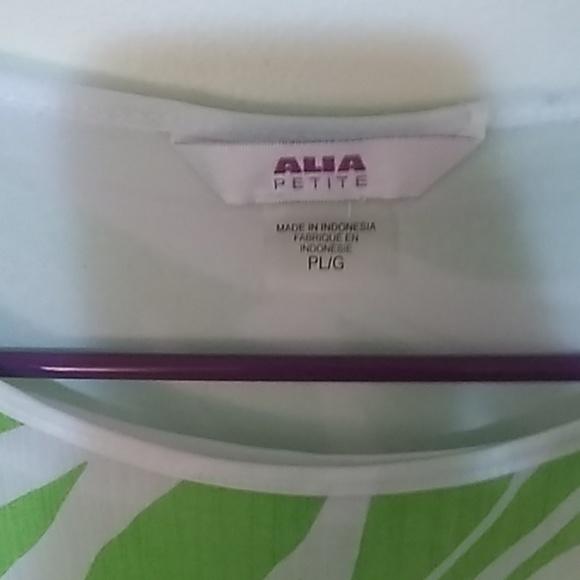 ALIA
PETITE
MADE IN INDONESIA
FABRIQUE EN
INDONESIE
PL/G